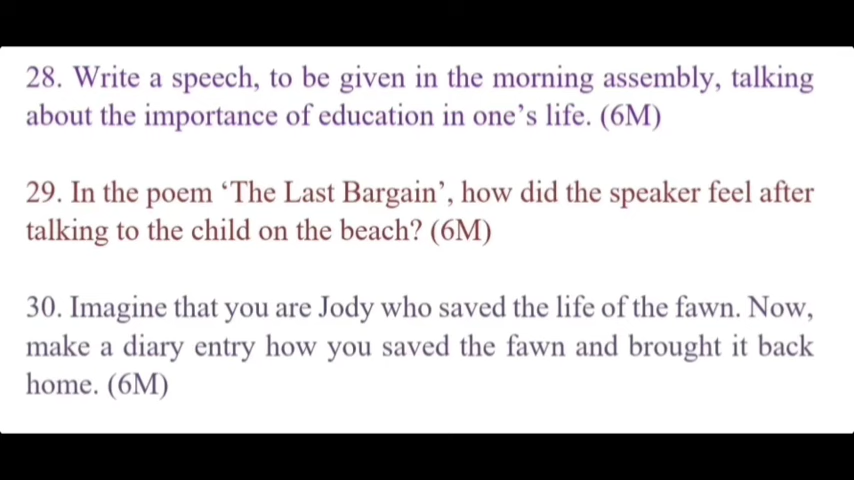 28. Write a speech, to be given in the morning assembly, talking
about the importance of education in one’s life. (6M)
29. In the poem ‘The Last Bargain’, how did the speaker feel after
talking to the child on the beach? (6M)
30. Imagine that you are Jody who saved the life of the fawn. Now,
make a diary entry how you saved the fawn and brought it back
home. (6M)